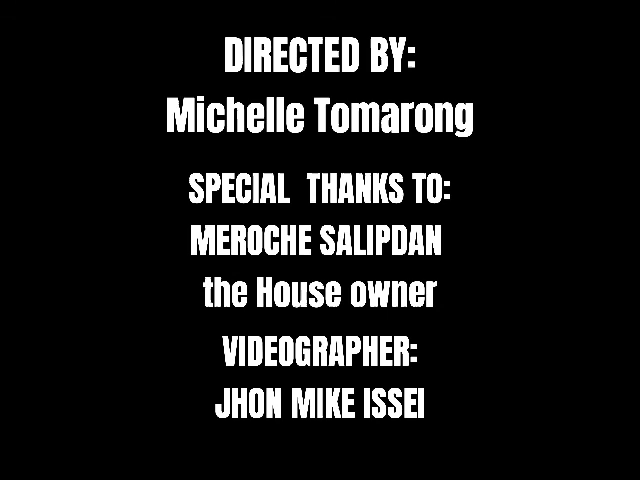 DIRECTED BY:
Michelle Tomarong
SPECIAL THANKS TO:
MEROCHE SALIPDAN
the House owner
VIDEOGRAPHER:
JHON MIKE ISSEI